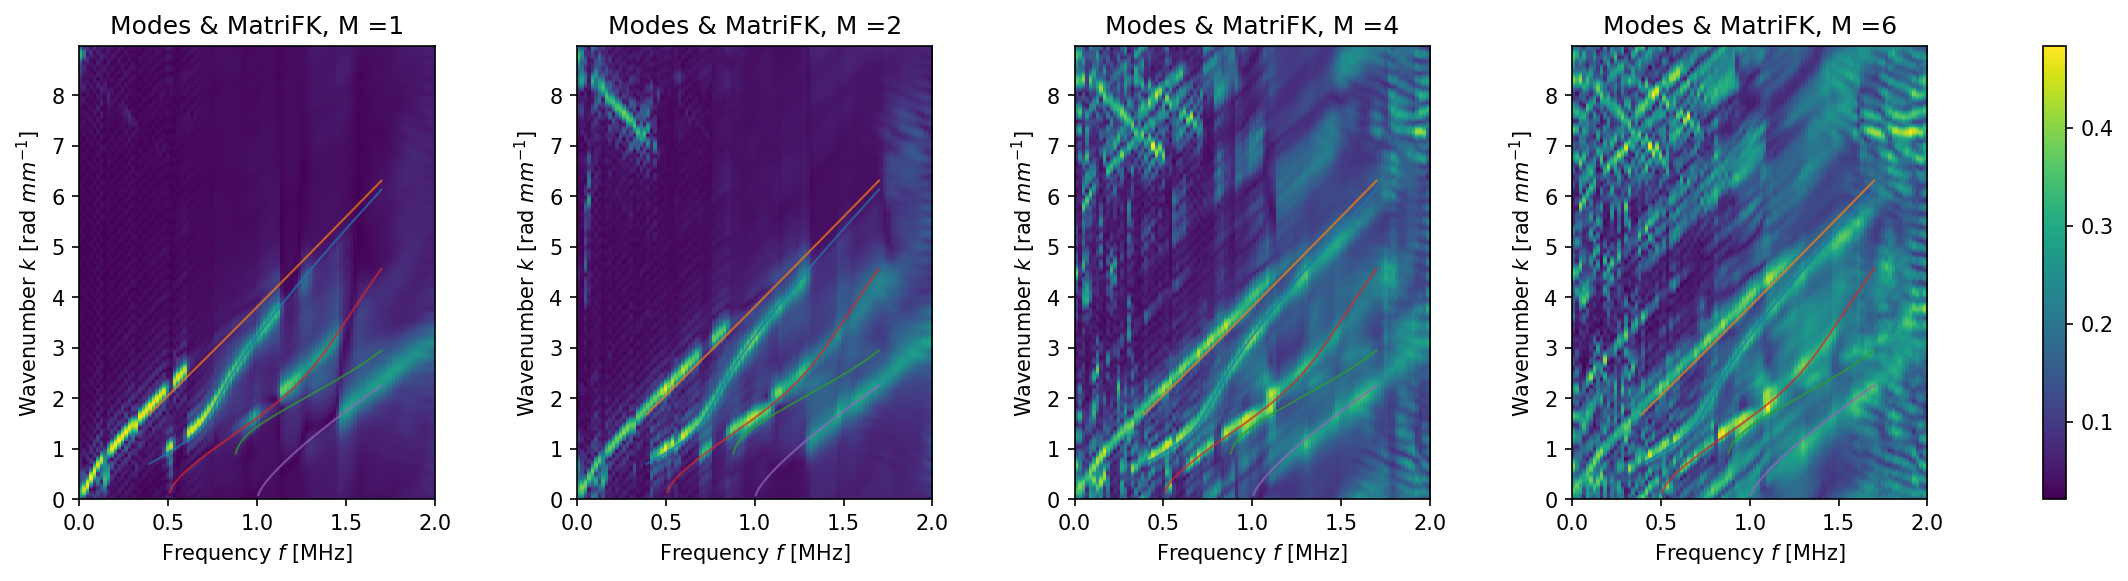 Modes & MatriFK, M =1
Modes & MatriFK, M =2
Modes & MatriFK, M =4
Modes & MatriFK, M =6
Wavenumber k [rad mm⁻¹]
8
7
6
5
4
3
2
1
0
0.0 0.5 1.0 1.5 2.0
Frequency f [MHz]
Wavenumber k [rad mm⁻¹]
8
7
6
5
4
3
2
1
0
0.0 0.5 1.0 1.5 2.0
Frequency f [MHz]
Wavenumber k [rad mm⁻¹]
8
7
6
5
4
3
2
1
0
0.0 0.5 1.0 1.5 2.0
Frequency f [MHz]
Wavenumber k [rad mm⁻¹]
8
7
6
5
4
3
2
1
0
0.0 0.5 1.0 1.5 2.0
Frequency f [MHz]
0.4
0.3
0.2
0.1